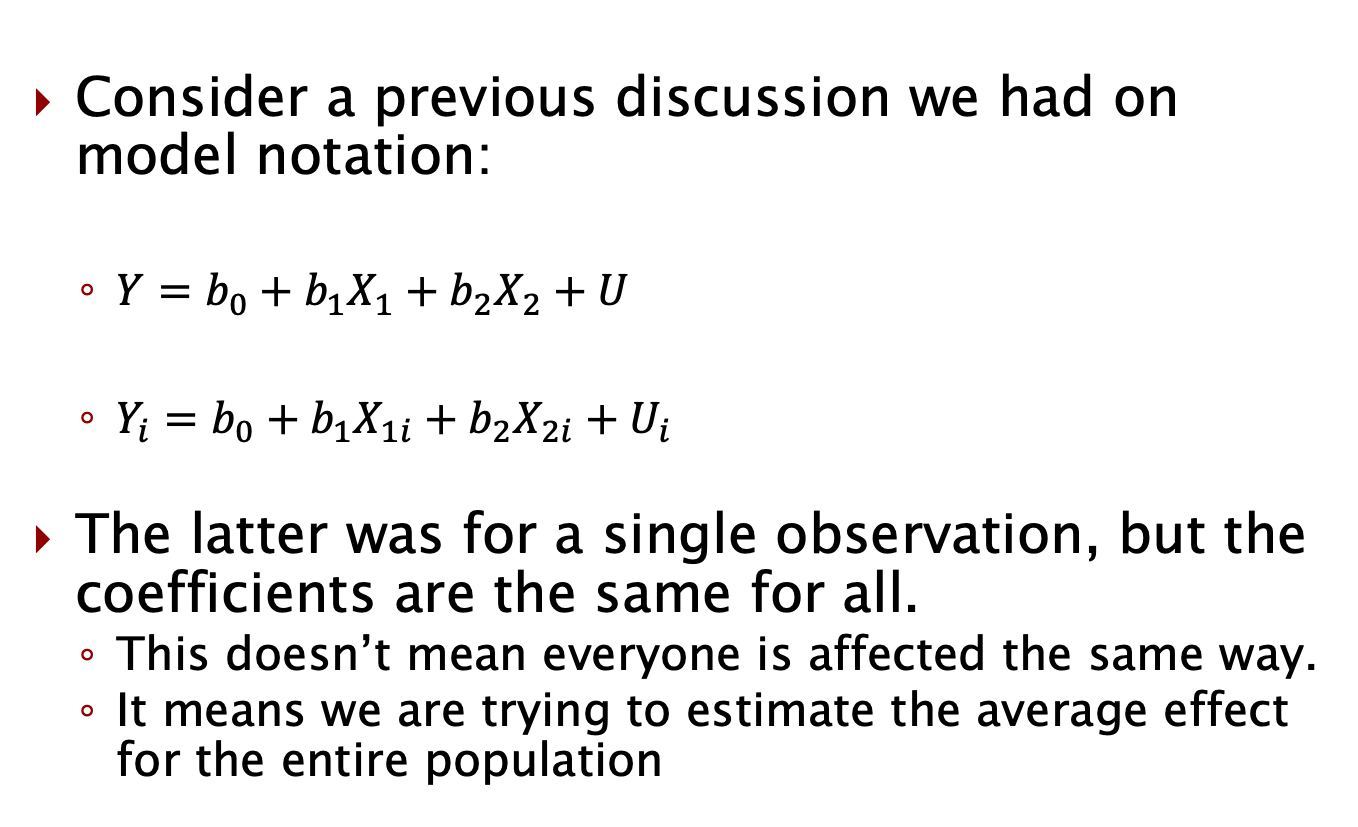 Consider a previous discussion we had on
model notation:
Y = b₀ + b₁X₁ + b₂X₂ + U
Yᵢ = b₀ + b₁X₁ᵢ + b₂X₂ᵢ + Uᵢ
The latter was for a single observation, but the
coefficients are the same for all.
This doesn’t mean everyone is affected the same way.
It means we are trying to estimate the average effect
for the entire population